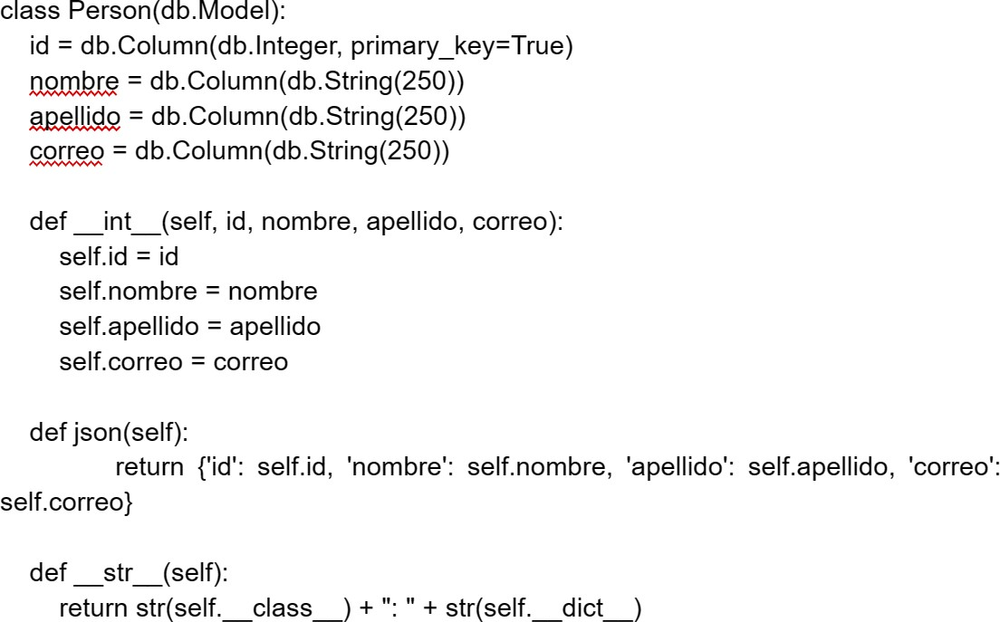 class Person(db.Model):
id = db.Column(db.Integer, primary_key=True)
nombre = db.Column(db.String(250))
apellido = db.Column(db.String(250))
correo = db.Column(db.String(250))
def __int__(self, id, nombre, apellido, correo):
self.id = id
self.nombre = nombre
self.apellido = apellido
self.correo = correo
def json(self):
return {'id': self.id, 'nombre': self.nombre, 'apellido': self.apellido, 'correo':
self.correo}
def __str__(self):
return str(self.__class__) + ": " + str(self.__dict__)